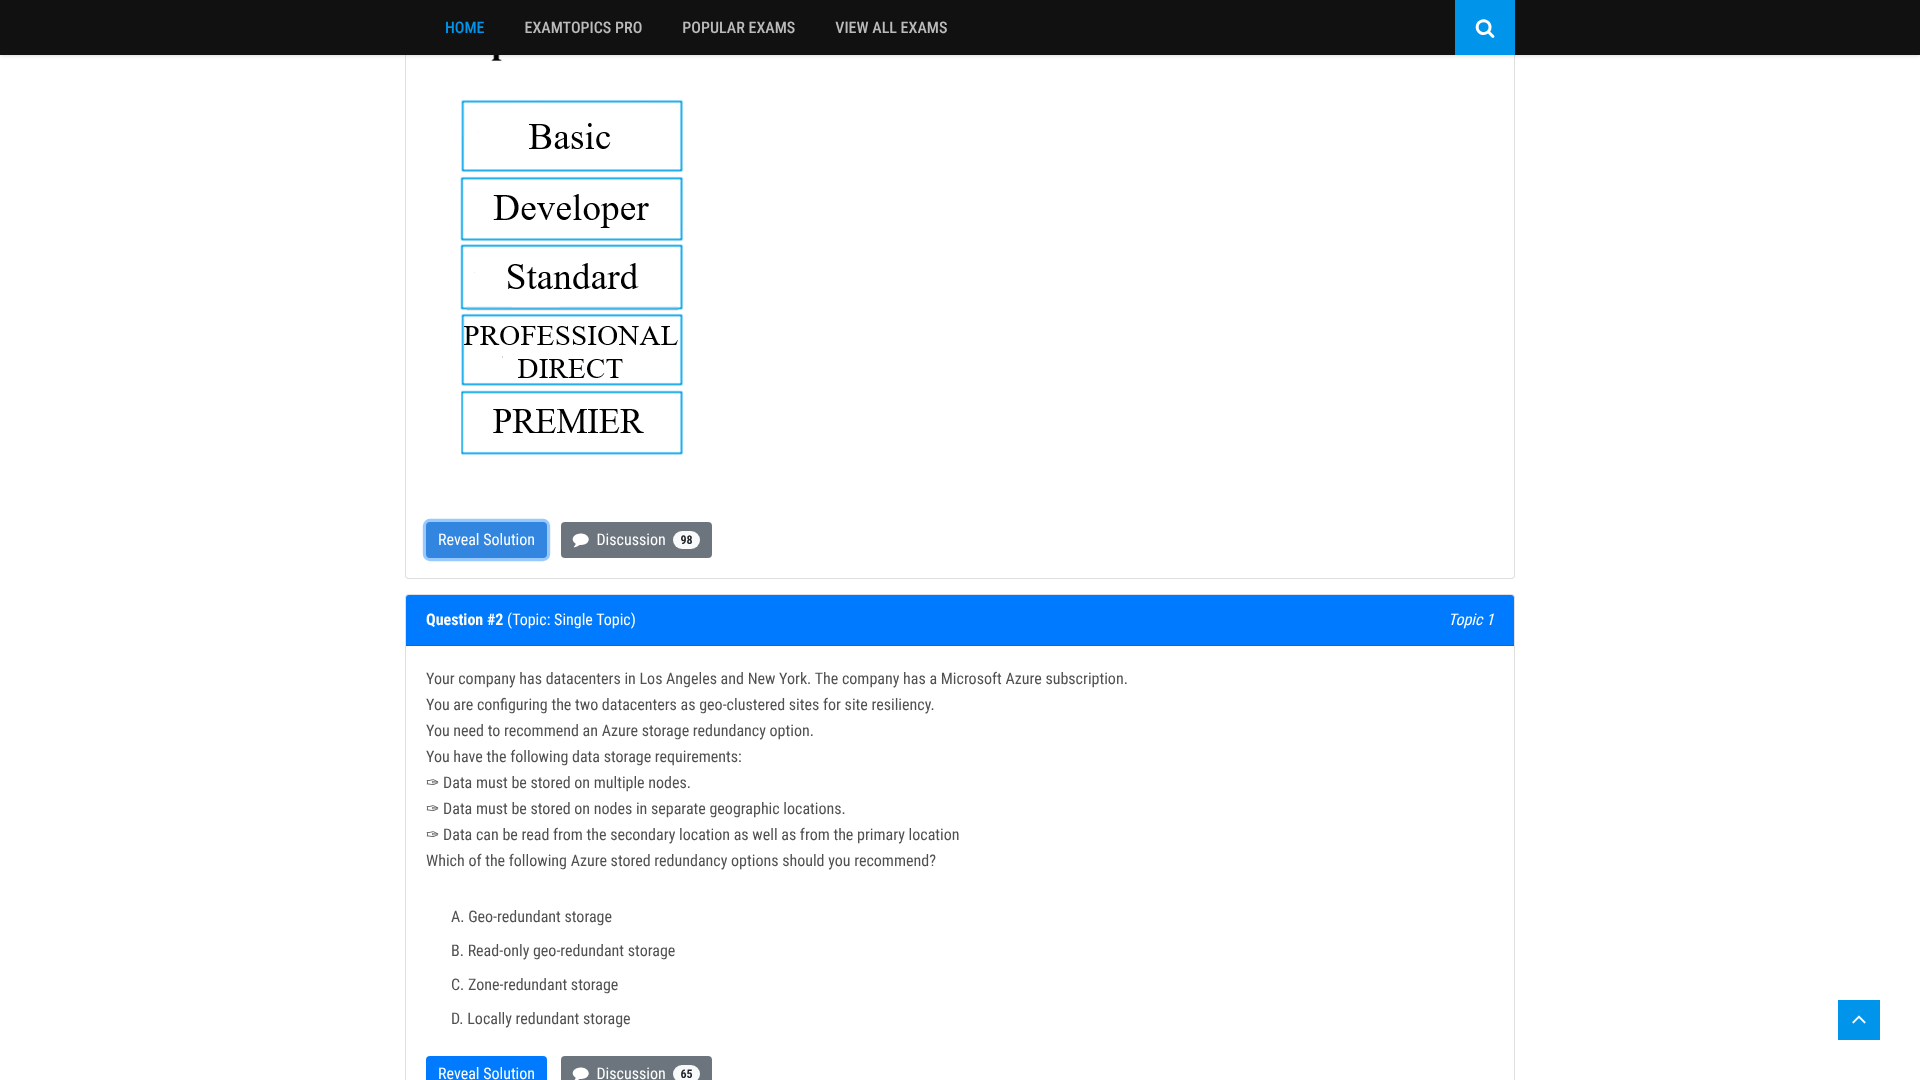 HOME EXAMTOPICS PRO POPULAR EXAMS VIEW ALL EXAMS
Basic
Developer
Standard
PROFESSIONAL
DIRECT
PREMIER
Reveal Solution Discussion 98
Question #2 (Topic: Single Topic) Topic 1
Your company has datacenters in Los Angeles and New York. The company has a Microsoft Azure subscription.
You are configuring the two datacenters as geo-clustered sites for site resiliency.
You need to recommend an Azure storage redundancy option.
You have the following data storage requirements:
✑ Data must be stored on multiple nodes.
✑ Data must be stored on nodes in separate geographic locations.
✑ Data can be read from the secondary location as well as from the primary location
Which of the following Azure stored redundancy options should you recommend?
A. Geo-redundant storage
B. Read-only geo-redundant storage
C. Zone-redundant storage
D. Locally redundant storage
Reveal Solution Discussion 65